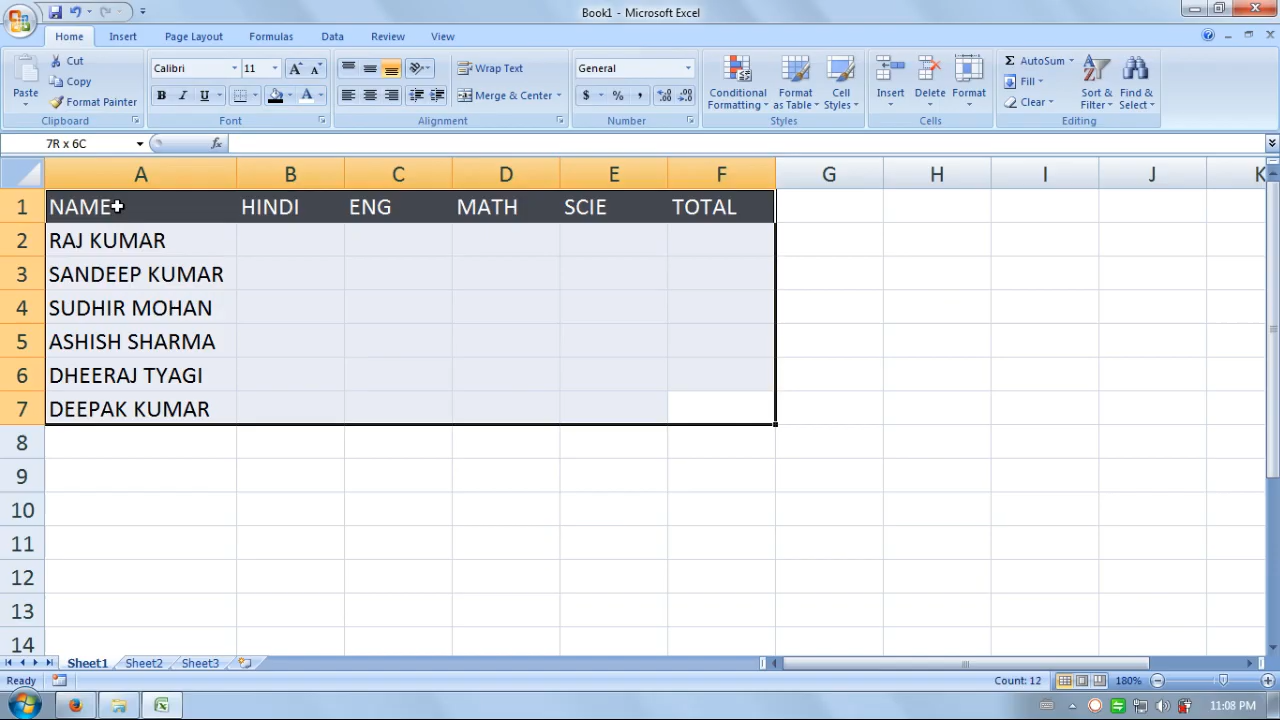 Book1 - Microsoft Excel
Home Insert Page Layout Formulas Data Review View
Paste
Cut
Copy
Format Painter
Clipboard
Calibri 11
B I U
Font
Wrap Text
Merge & Center
Alignment
General
$ % ,
Number
Conditional Formatting
Format as Table
Cell Styles
Styles
Insert
Delete
Format
Cells
Σ AutoSum
Fill
Clear
Sort & Filter
Find & Select
Editing
7R x 6C fx
A B C D E F G H I J K
1 NAME HINDI ENG MATH SCIE TOTAL
2 RAJ KUMAR
3 SANDEEP KUMAR
4 SUDHIR MOHAN
5 ASHISH SHARMA
6 DHEERAJ TYAGI
7 DEEPAK KUMAR
8
9
10
11
12
13
14
Sheet1 Sheet2 Sheet3
Ready Count: 12 180%
11:08 PM